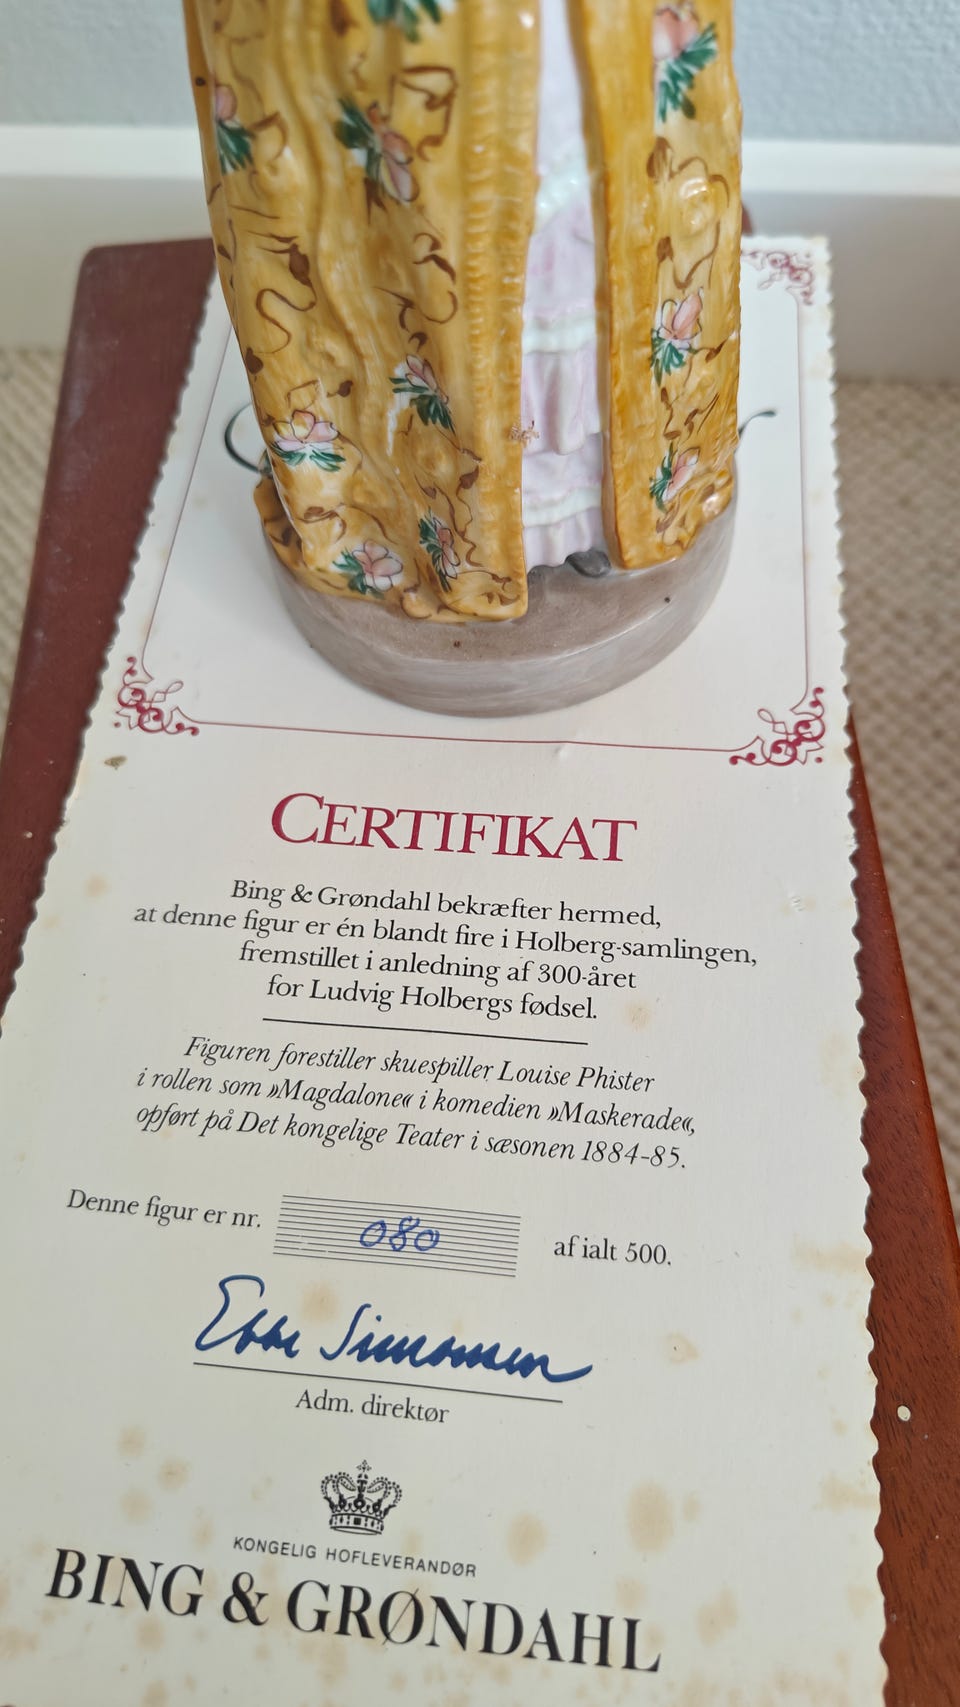 CERTIFIKAT
Bing & Grøndahl bekræfter hermed,
at denne figur er én blandt fire i Holberg-samlingen,
fremstillet i anledning af 300-året
for Ludvig Holbergs fødsel.
Figuren forestiller skuespiller Louise Phister
i rollen som »Magdalone« i komedien »Maskerade«,
opført på Det kongelige Teater i sæsonen 1884-85.
Denne figur er nr. 080 af ialt 500.
Ebbe Simonsen
Adm. direktør
KONGELIG HOFLEVERANDØR
BING & GRØNDAHL